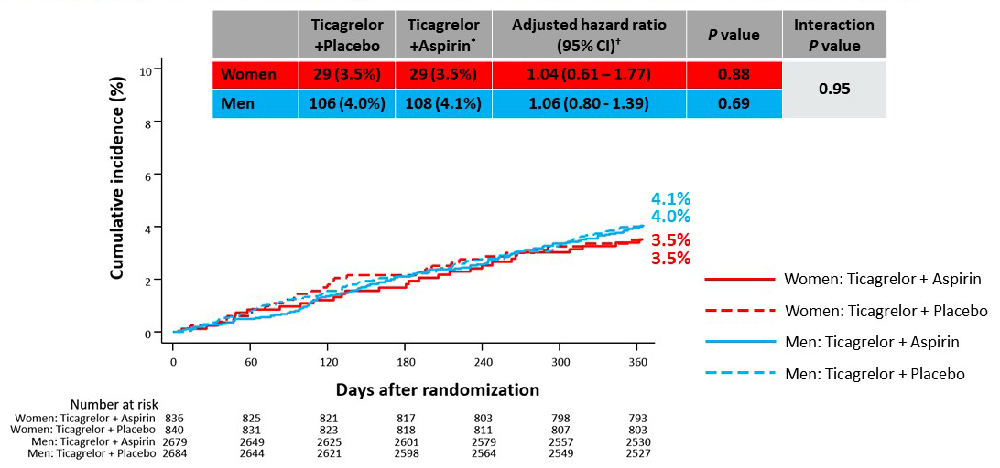 Ticagrelor +Placebo Ticagrelor +Aspirin* Adjusted hazard ratio (95% CI)† P value Interaction P value
Women 29 (3.5%) 29 (3.5%) 1.04 (0.61 – 1.77) 0.88 0.95
Men 106 (4.0%) 108 (4.1%) 1.06 (0.80 - 1.39) 0.69
Cumulative incidence (%)
10
8
6
4
2
0
4.1%
4.0%
3.5%
3.5%
Women: Ticagrelor + Aspirin
Women: Ticagrelor + Placebo
Men: Ticagrelor + Aspirin
Men: Ticagrelor + Placebo
0 60 120 180 240 300 360
Days after randomization
Number at risk
Women: Ticagrelor + Aspirin 836 825 821 817 803 798 793
Women: Ticagrelor + Placebo 840 831 823 818 811 807 803
Men: Ticagrelor + Aspirin 2679 2649 2625 2601 2579 2557 2530
Men: Ticagrelor + Placebo 2684 2644 2621 2598 2564 2549 2527